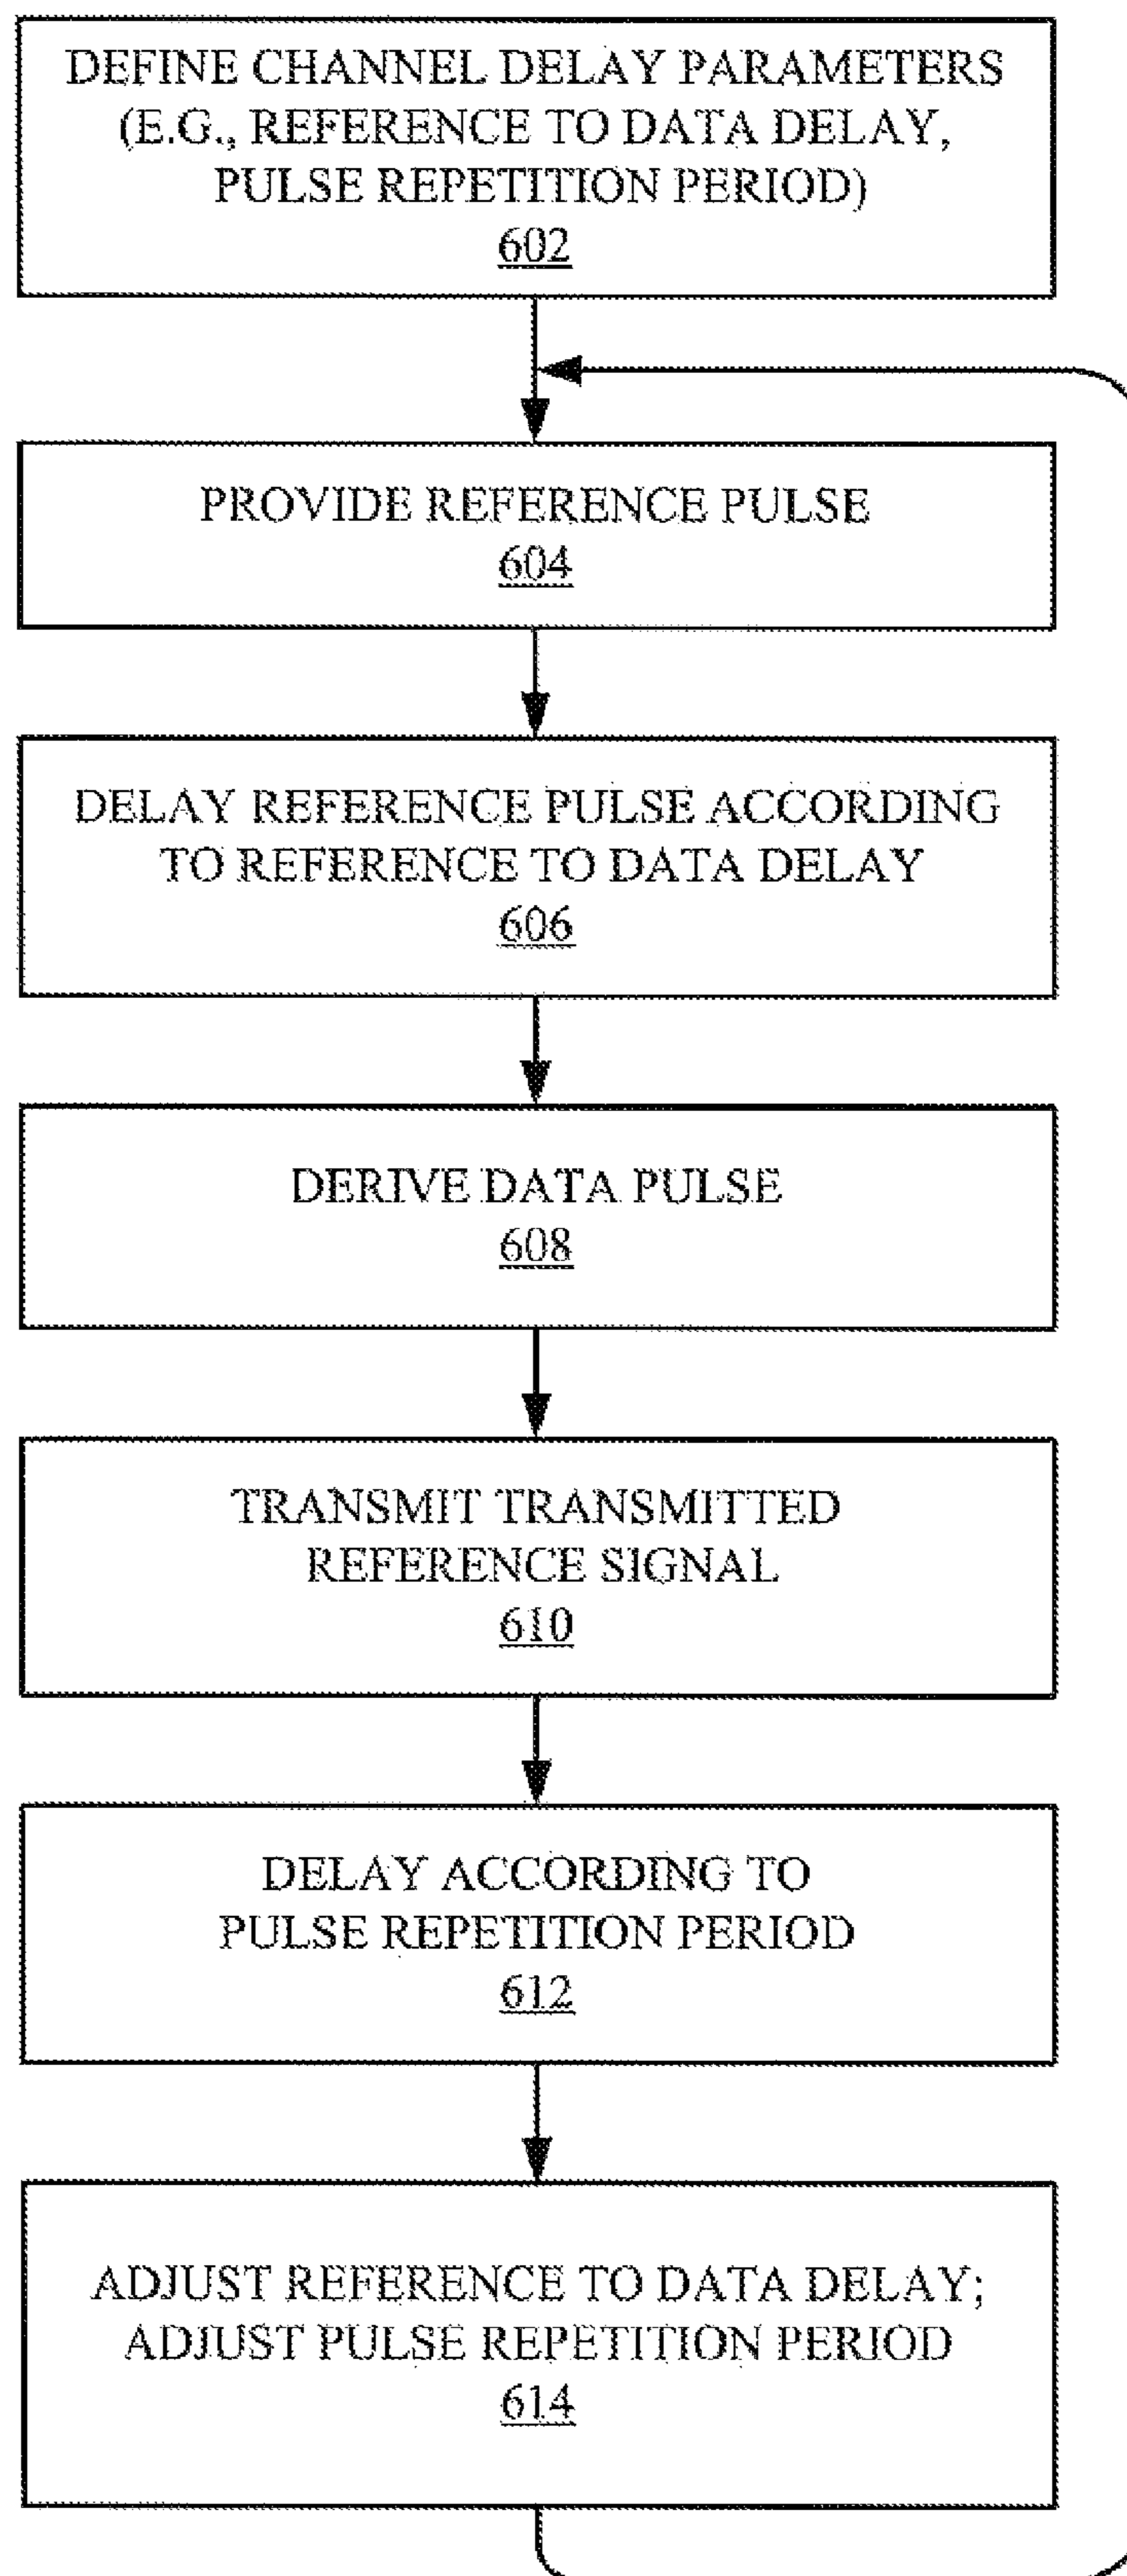 DEFINE CHANNEL DELAY PARAMETERS
(E.G., REFERENCE TO DATA DELAY,
PULSE REPETITION PERIOD)
602
PROVIDE REFERENCE PULSE
604
DELAY REFERENCE PULSE ACCORDING
TO REFERENCE TO DATA DELAY
606
DERIVE DATA PULSE
608
TRANSMIT TRANSMITTED
REFERENCE SIGNAL
610
DELAY ACCORDING TO
PULSE REPETITION PERIOD
612
ADJUST REFERENCE TO DATA DELAY;
ADJUST PULSE REPETITION PERIOD
614